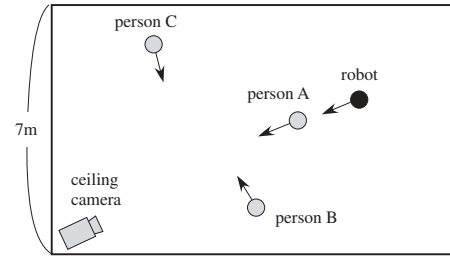 person C
robot
person A
7m
ceiling
camera
person B